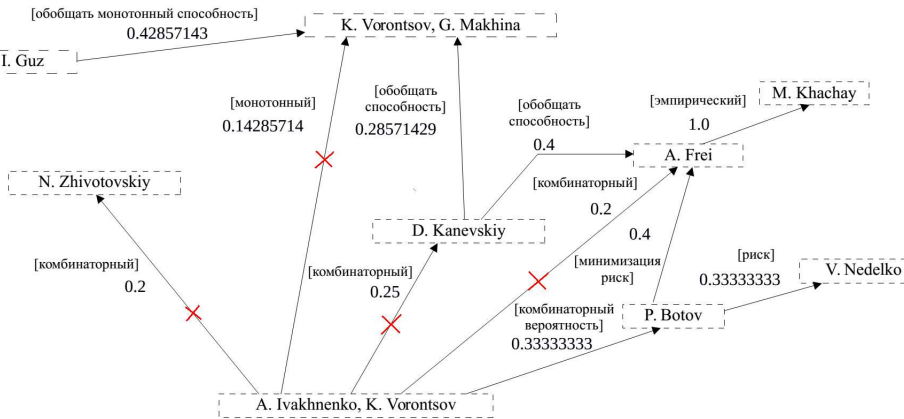 [обобщать монотонный способность]
0.42857143
K. Vorontsov, G. Makhina
I. Guz
[монотонный]
0.14285714
[обобщать
способность]
0.28571429
[обобщать
способность]
0.4
[эмпирический]
1.0
M. Khachay
A. Frei
N. Zhivotovskiy
[комбинаторный]
0.2
D. Kanevskiy
0.4
[минимизация
риск]
[комбинаторный]
0.2
[комбинаторный]
0.25
[риск]
0.33333333
V. Nedelko
[комбинаторный
вероятность]
0.33333333
P. Botov
A. Ivakhnenko, K. Vorontsov